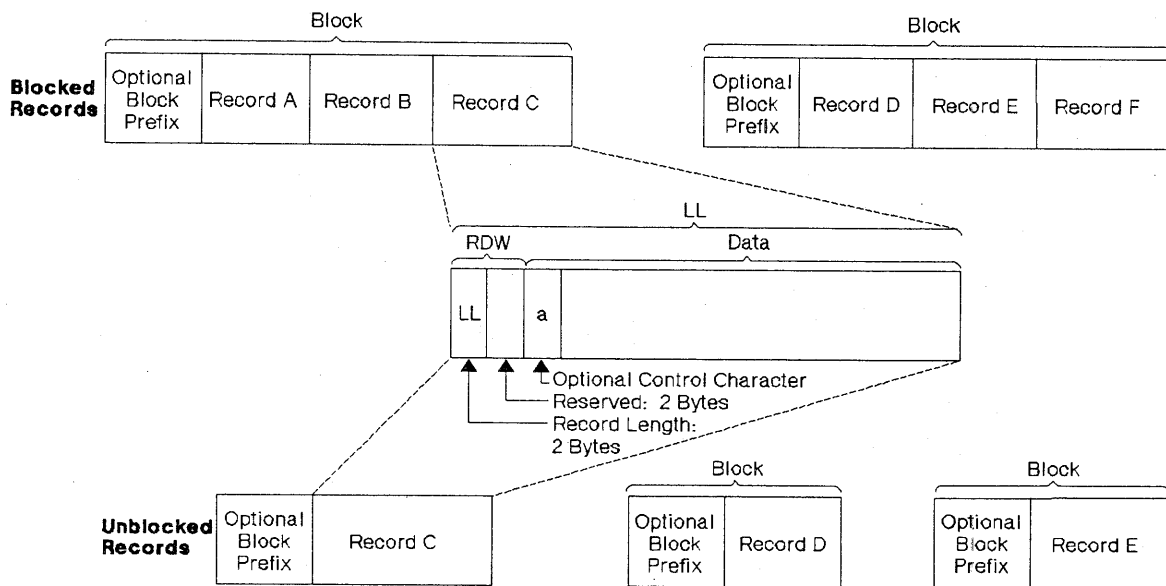 Block
Block
Blocked
Records
Optional
Block
Prefix
Record A
Record B
Record C
Optional
Block
Prefix
Record D
Record E
Record F
LL
RDW
Data
LL
a
Optional Control Character
Reserved: 2 Bytes
Record Length:
2 Bytes
Block
Block
Unblocked
Records
Optional
Block
Prefix
Record C
Optional
Block
Prefix
Record D
Optional
Block
Prefix
Record E